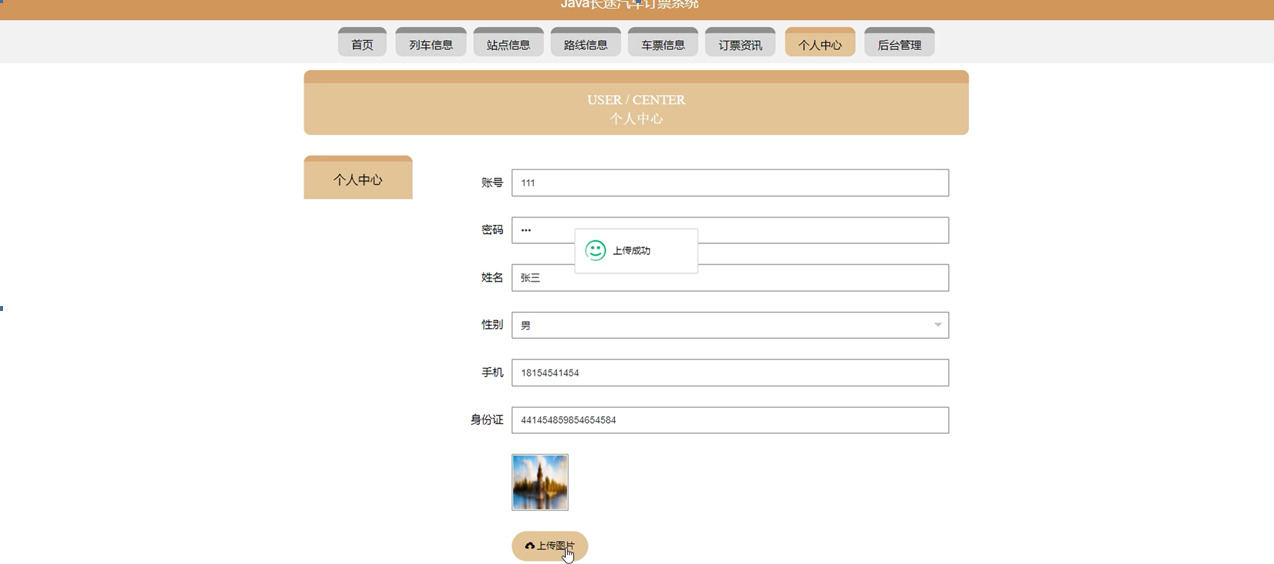 Java长途汽车订票系统
首页 列车信息 站点信息 路线信息 车票信息 订票资讯 个人中心 后台管理
USER / CENTER
个人中心
个人中心
账号 111
密码 •••
上传成功
姓名 张三
性别 男
手机 18154541454
身份证 441454859854654584
上传图片